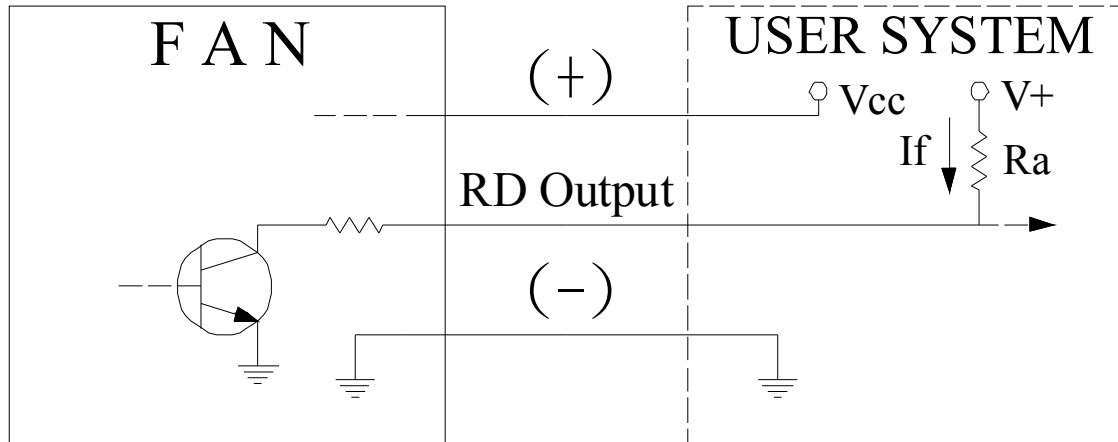 F A N
USER SYSTEM
(+)
Vcc
V+
If
Ra
RD Output
(-)